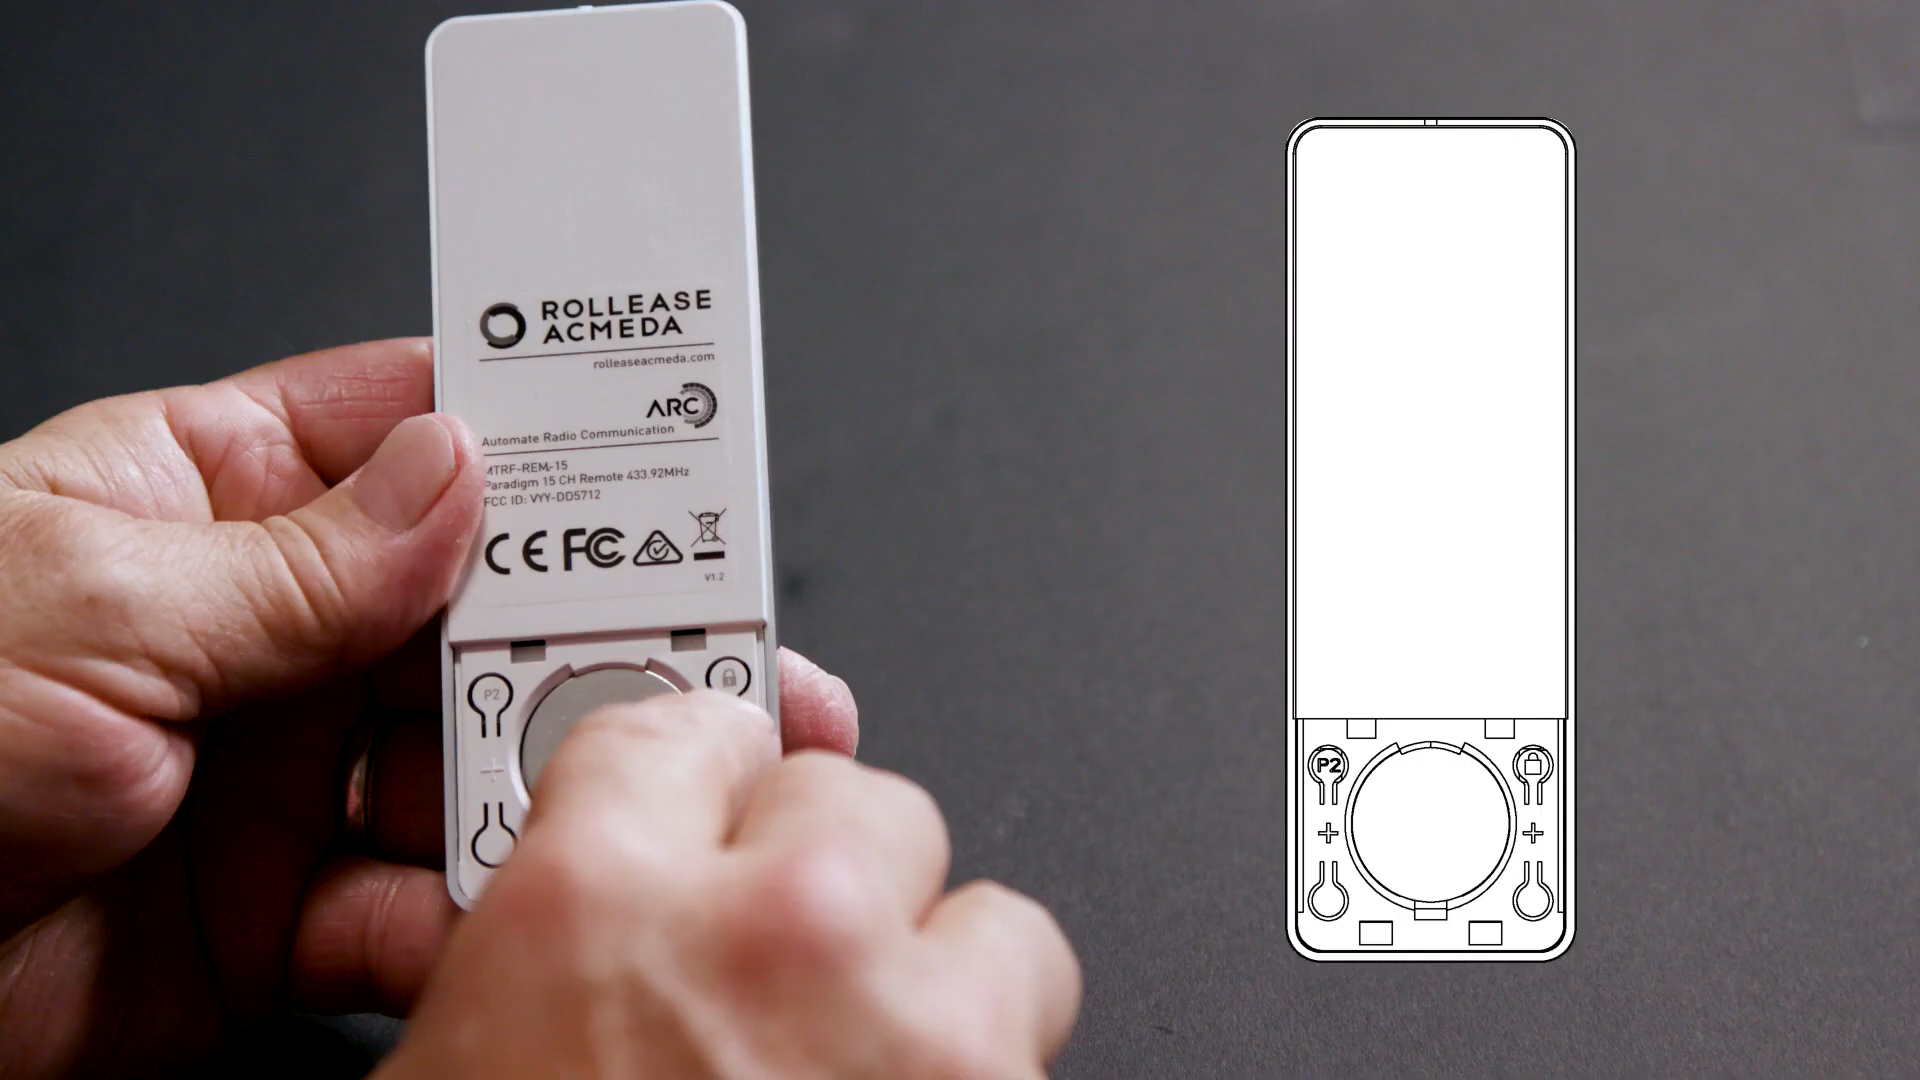 ROLLEASE
ACMEDA
rolleaseacmeda.com
ARC
Automate Radio Communication
MTRF-REM-15
Paradigm 15 CH Remote 433.92MHz
FCC ID: VYY-DD5712
CE FC
V1.2
P2
P2